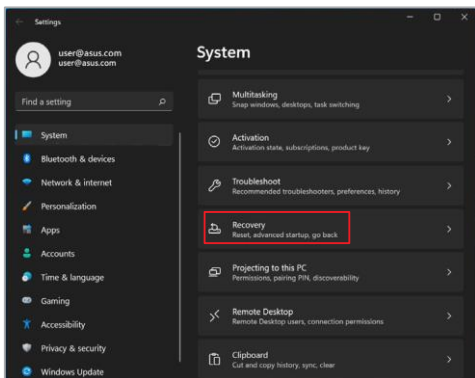 Settings
user@asus.com
user@asus.com
Find a setting
System
Bluetooth & devices
Network & internet
Personalization
Apps
Accounts
Time & language
Gaming
Accessibility
Privacy & security
Windows Update
System
Multitasking
Snap windows, desktops, task switching
Activation
Activation state, subscriptions, product key
Troubleshoot
Recommended troubleshooters, preferences, history
Recovery
Reset, advanced startup, go back
Projecting to this PC
Permissions, pairing PIN, discoverability
Remote Desktop
Remote Desktop users, connection permissions
Clipboard
Cut and copy history, sync, clear